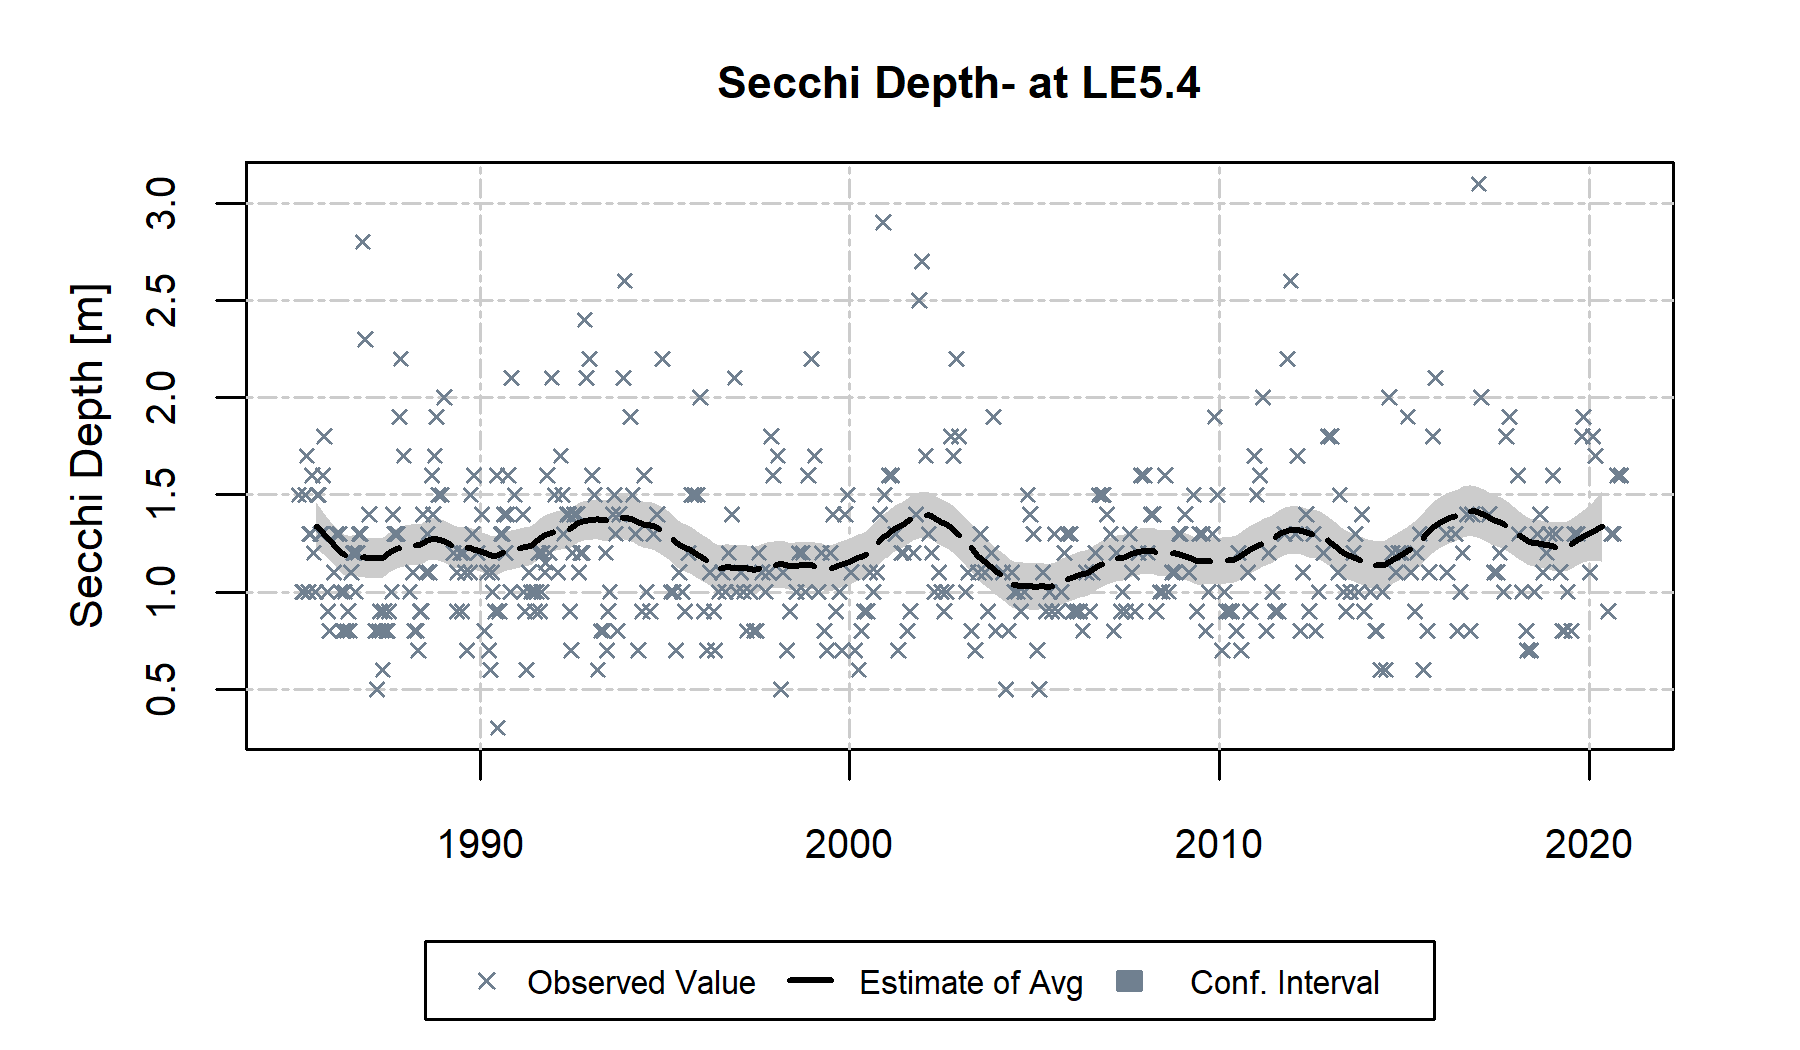 Secchi Depth- at LE5.4
Secchi Depth [m]
3.0
2.5
2.0
1.5
1.0
0.5
1990 2000 2010 2020
Observed Value Estimate of Avg Conf. Interval